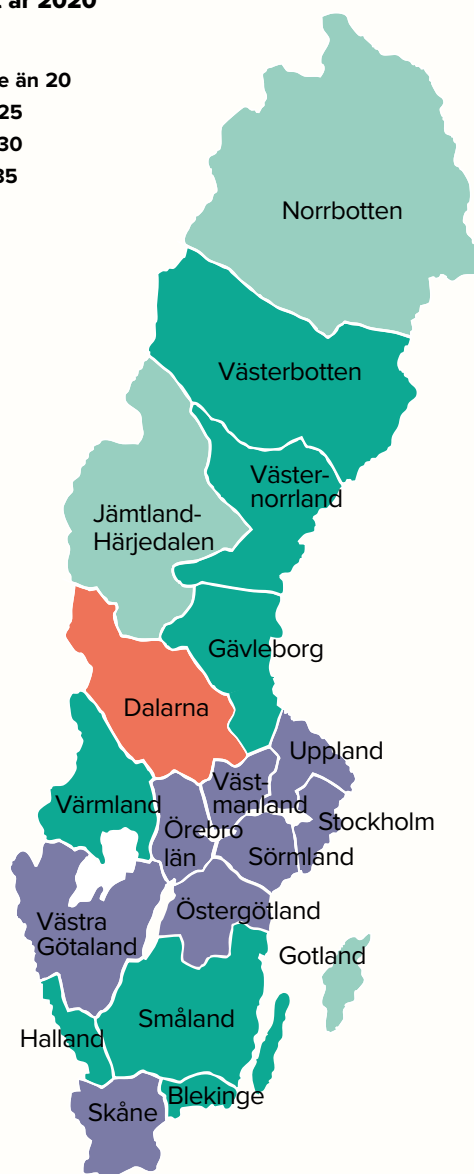 år 2020
än 20
25
30
35
Norrbotten
Västerbotten
Väster-
norrland
Jämtland-
Härjedalen
Gävleborg
Dalarna
Uppland
Väst-
manland
Värmland
Stockholm
Örebro
län
Sörmland
Östergötland
Västra
Götaland
Gotland
Småland
Halland
Blekinge
Skåne